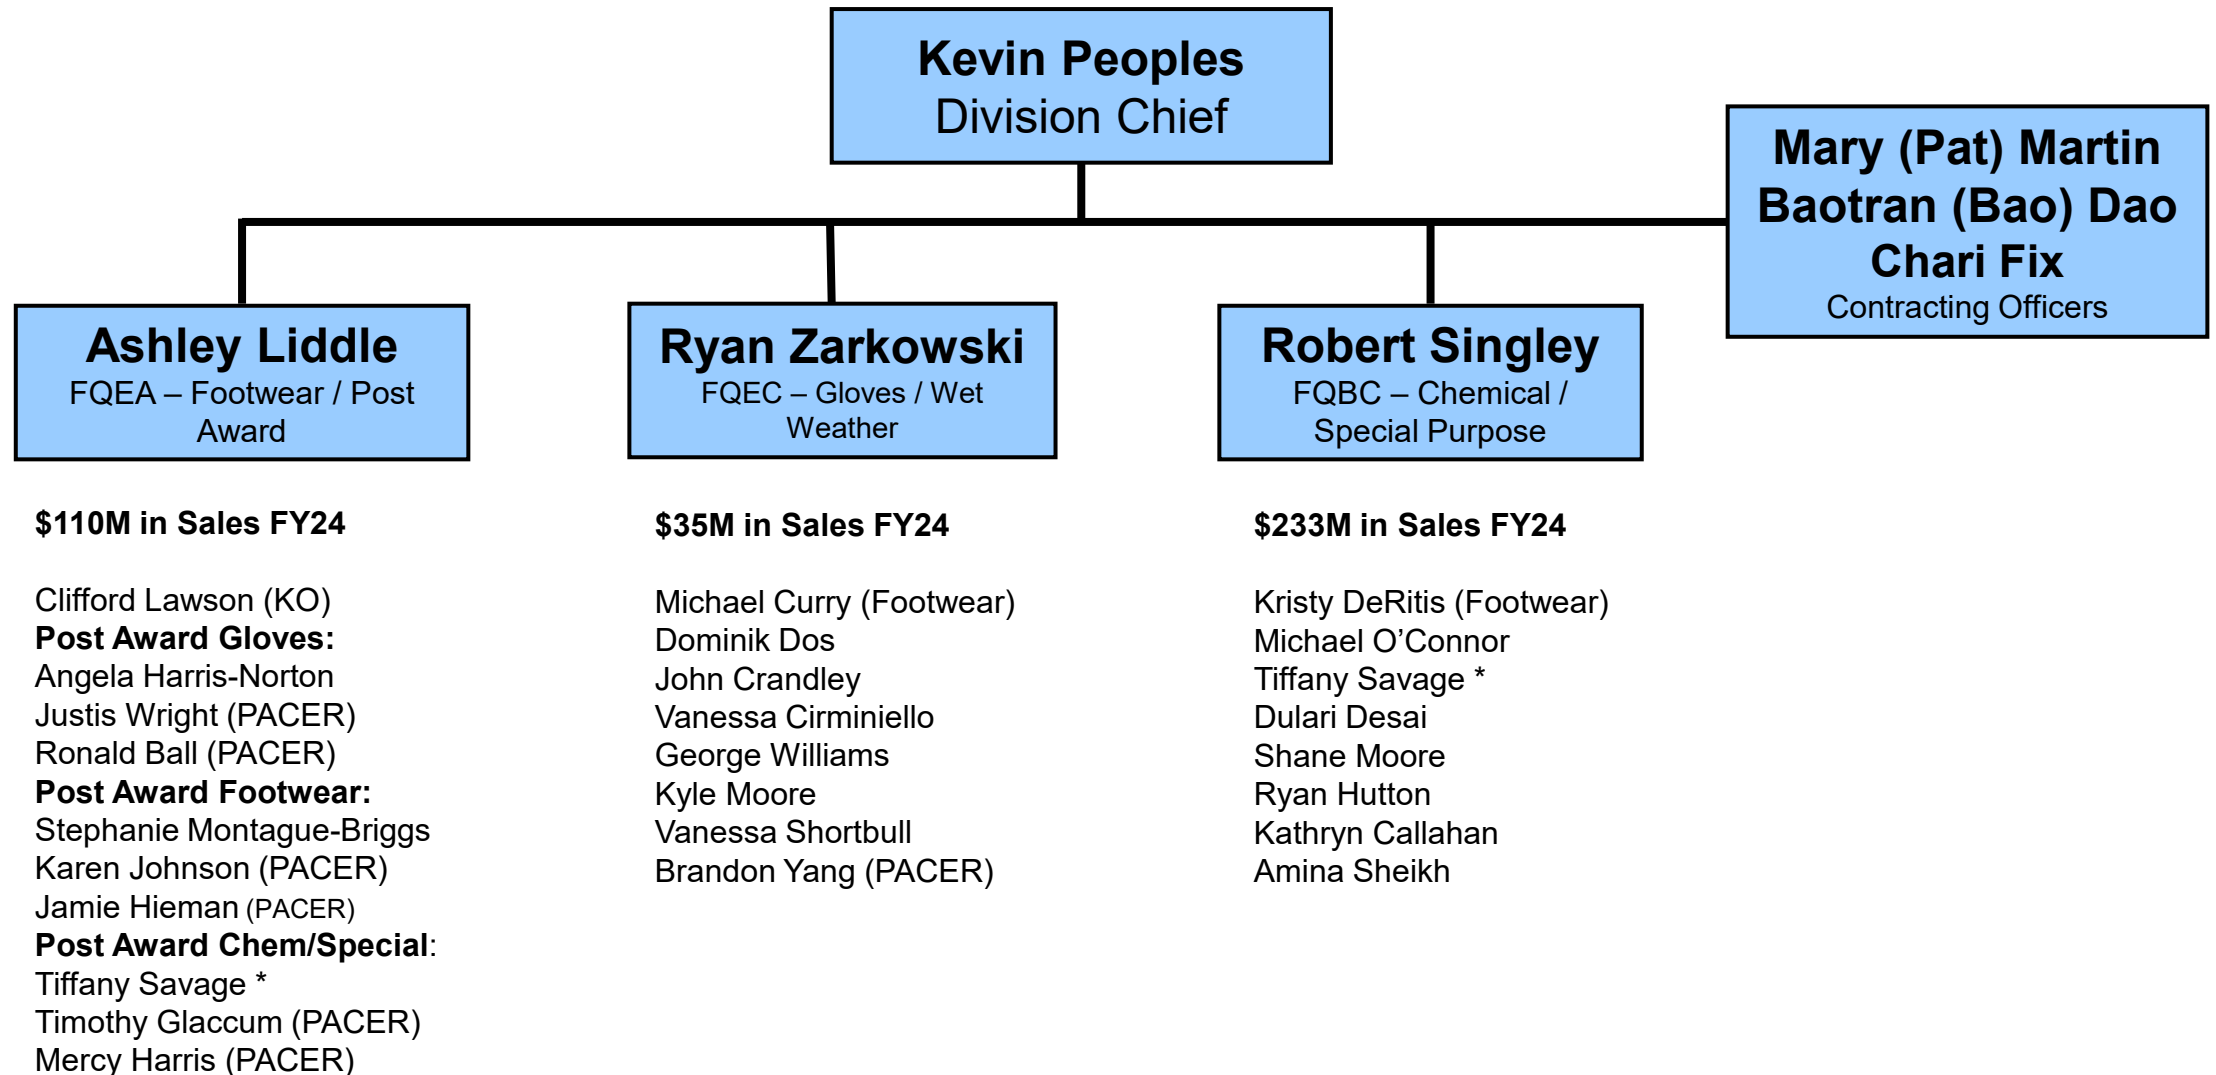 Kevin Peoples
Division Chief
Mary (Pat) Martin
Baotran (Bao) Dao
Chari Fix
Contracting Officers
Ashley Liddle
FQEA – Footwear / Post
Award
Ryan Zarkowski
FQEC – Gloves / Wet
Weather
Robert Singley
FQBC – Chemical /
Special Purpose
$110M in Sales FY24
Clifford Lawson (KO)
Post Award Gloves:
Angela Harris-Norton
Justis Wright (PACER)
Ronald Ball (PACER)
Post Award Footwear:
Stephanie Montague-Briggs
Karen Johnson (PACER)
Jamie Hieman (PACER)
Post Award Chem/Special:
Tiffany Savage *
Timothy Glaccum (PACER)
Mercy Harris (PACER)
$35M in Sales FY24
Michael Curry (Footwear)
Dominik Dos
John Crandley
Vanessa Cirminiello
George Williams
Kyle Moore
Vanessa Shortbull
Brandon Yang (PACER)
$233M in Sales FY24
Kristy DeRitis (Footwear)
Michael O’Connor
Tiffany Savage *
Dulari Desai
Shane Moore
Ryan Hutton
Kathryn Callahan
Amina Sheikh